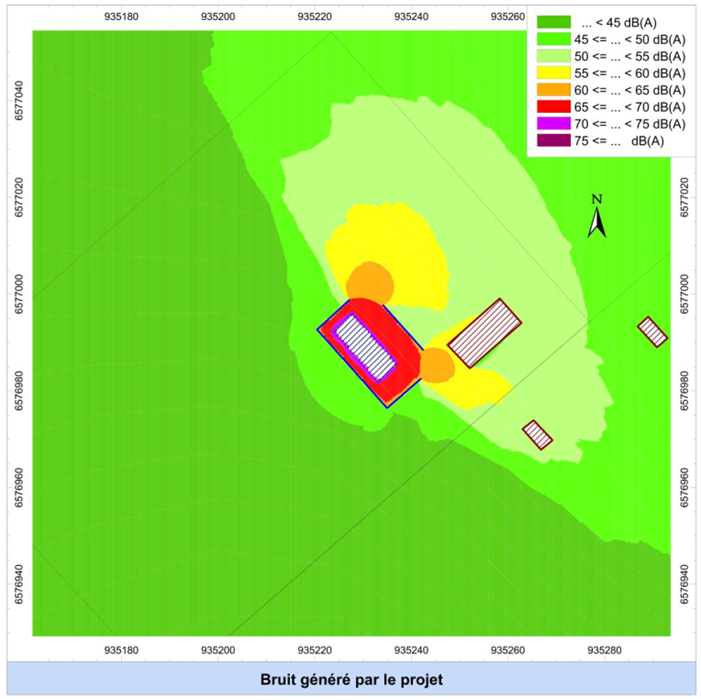 935180 935200 935220 935240 935260
... < 45 dB(A)
45 <= ... < 50 dB(A)
50 <= ... < 55 dB(A)
55 <= ... < 60 dB(A)
60 <= ... < 65 dB(A)
65 <= ... < 70 dB(A)
70 <= ... < 75 dB(A)
75 <= ... dB(A)
N
6577040
6577020
6577000
6576980
6576960
6576940
6577020
6577000
6576980
6576960
6576940
935180 935200 935220 935240 935260 935280
Bruit généré par le projet